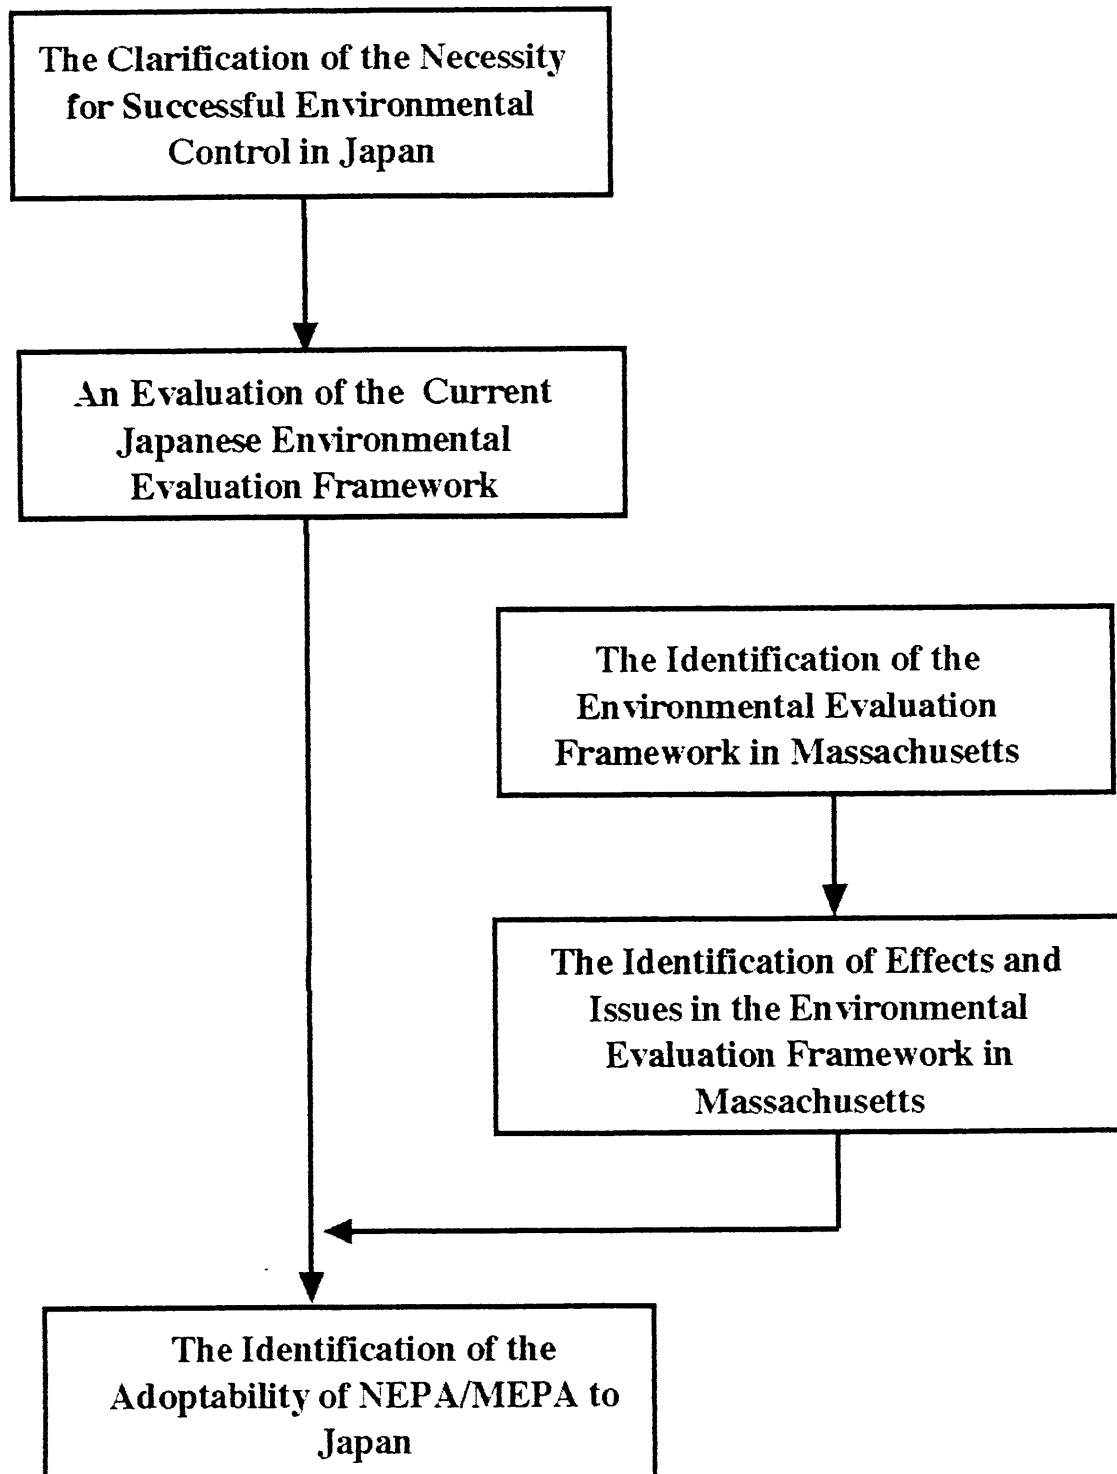 The Clarification of the Necessity
for Successful Environmental
Control in Japan
An Evaluation of the Current
Japanese Environmental
Evaluation Framework
The Identification of the
Environmental Evaluation
Framework in Massachusetts
The Identification of Effects and
Issues in the Environmental
Evaluation Framework in
Massachusetts
The Identification of the
Adoptability of NEPA/MEPA to
Japan